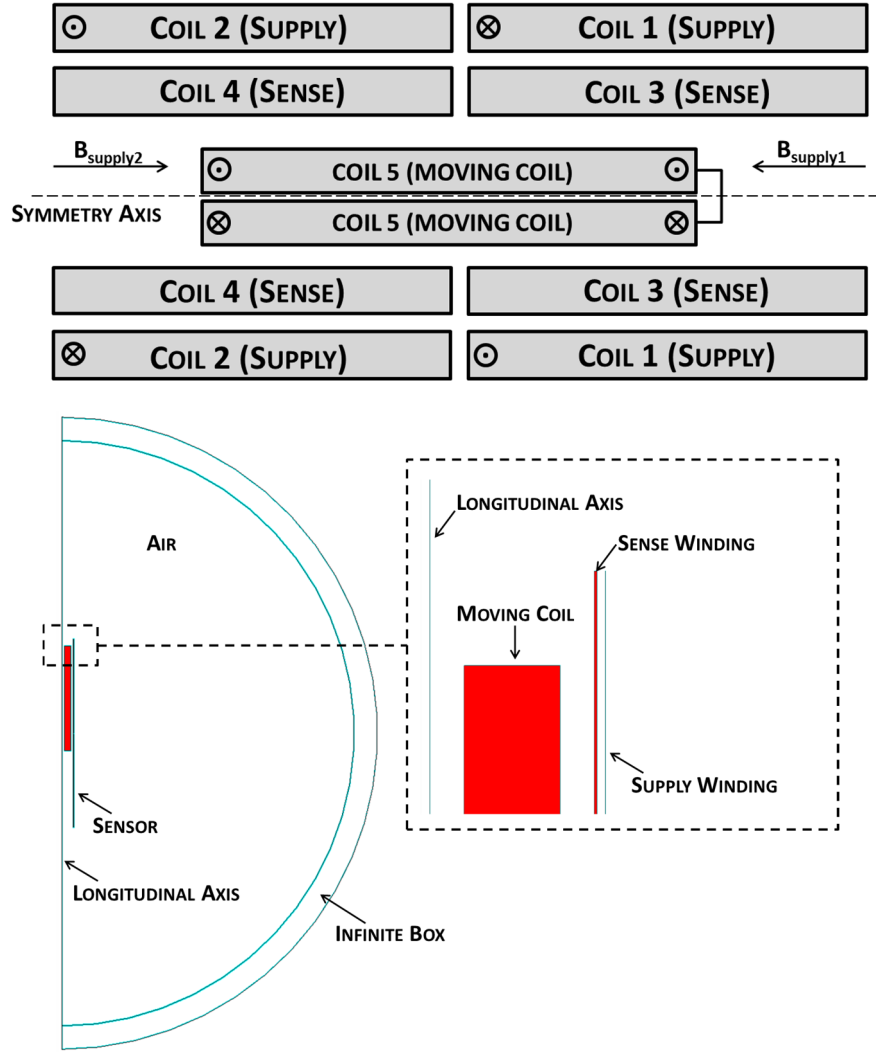 COIL 2 (SUPPLY) COIL 1 (SUPPLY)
COIL 4 (SENSE) COIL 3 (SENSE)
Bsupply2 COIL 5 (MOVING COIL) Bsupply1
SYMMETRY AXIS COIL 5 (MOVING COIL)
COIL 4 (SENSE) COIL 3 (SENSE)
COIL 2 (SUPPLY) COIL 1 (SUPPLY)
AIR
SENSOR
LONGITUDINAL AXIS
INFINITE BOX
LONGITUDINAL AXIS
SENSE WINDING
MOVING COIL
SUPPLY WINDING